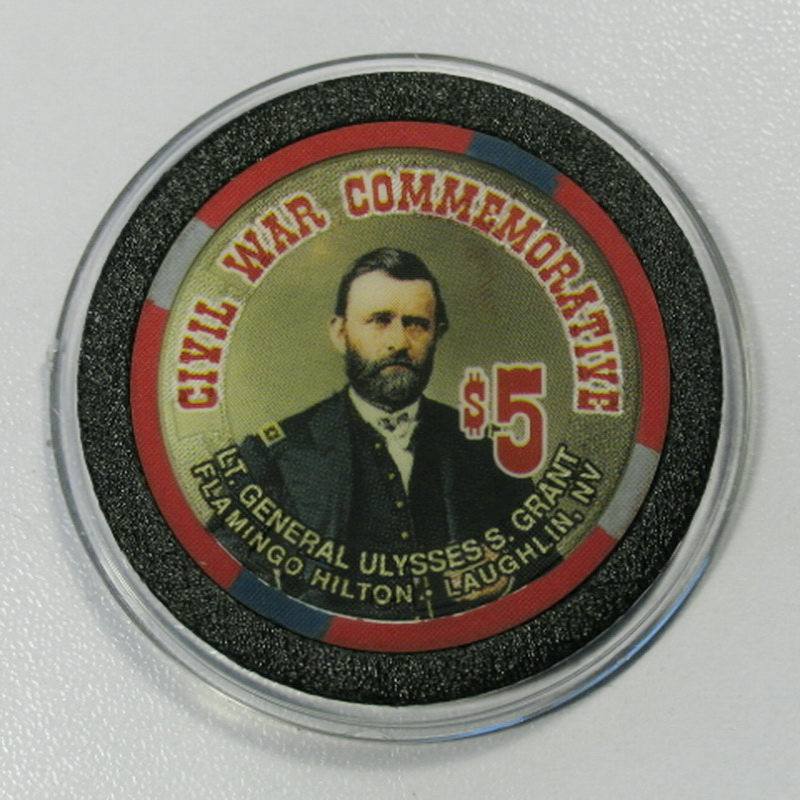 CIVIL WAR COMMEMORATIVE
$5
LT. GENERAL ULYSSES S. GRANT
FLAMINGO HILTON • LAUGHLIN, NV